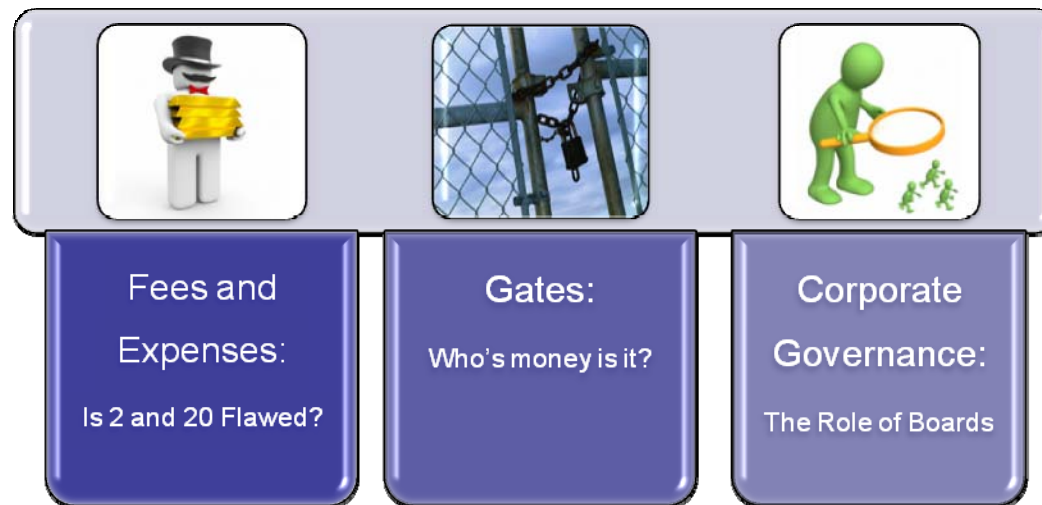 Fees and
Expenses:
Is 2 and 20 Flawed?
Gates:
Who's money is it?
Corporate
Governance:
The Role of Boards